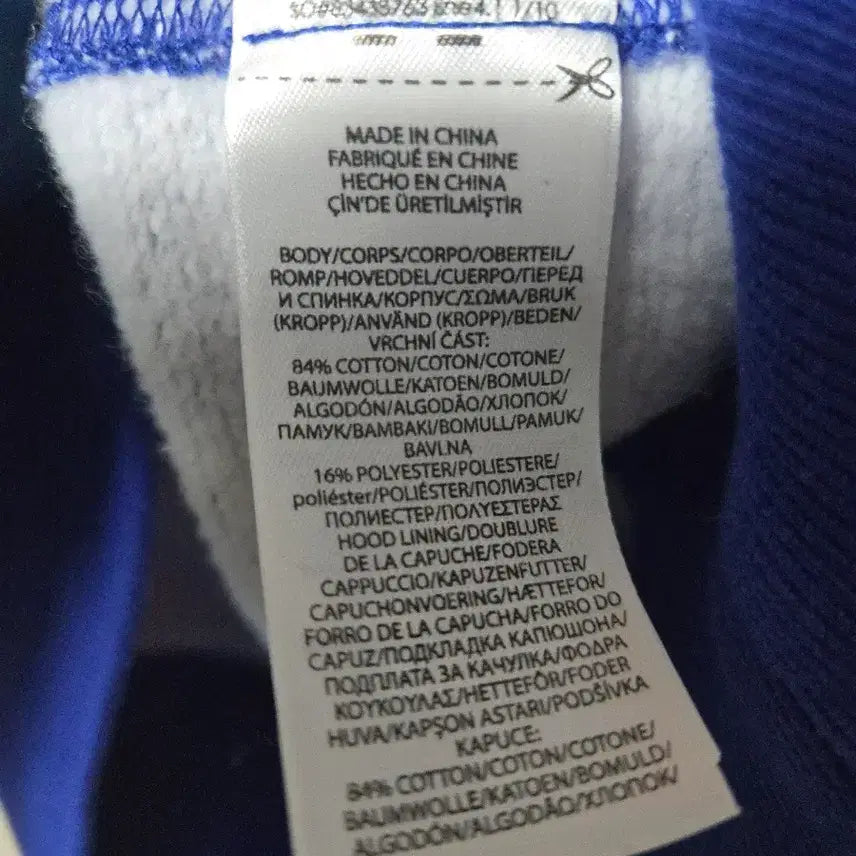 MADE IN CHINA
FABRIQUÉ EN CHINE
HECHO EN CHINA
ÇİN'DE ÜRETİLMİŞTİR
BODY/CORPS/CORPO/OBERTEIL/
ROMP/HOVEDDEL/CUERPO/ПЕРЕД
И СПИНКА/КОРПУС/ΣΩΜΑ/BRUK
(KROPP)/ANVÄND (KROPP)/BEDEN/
VRCHNÍ ČÁST:
84% COTTON/COTON/COTONE/
BAUMWOLLE/KATOEN/BOMULD/
ALGODÓN/ALGODÃO/ХЛОПОК/
ПАМУК/BAMBAKI/BOMULL/PAMUK/
BAVLNA
16% POLYESTER/POLIESTERE/
poliéster/POLIÉSTER/ПОЛИЭСТЕР/
ПОЛИЕСТЕР/ΠΟΛΥΕΣΤΕΡΑΣ
HOOD LINING/DOUBLURE
DE LA CAPUCHE/FODERA
CAPPUCCIO/KAPUZENFUTTER/
CAPUCHONVOERING/HÆTTEFOR/
FORRO DE LA CAPUCHA/FORRO DO
CAPUZ/ПОДКЛАДКА КАПЮШОНА/
ПОДПЛАТА ЗА КАЧУЛКА/ΦΟΔΡΑ
ΚΟΥΚΟΥΛΑΣ/HETTEFÔR/FODER
HUVA/KAPŞON ASTARI/PODŠÍVKA
KAPUCE:
84% COTTON/COTON/COTONE/
BAUMWOLLE/KATOEN/BOMULD/
ALGODÓN/ALGODÃO/ХЛОПОК/